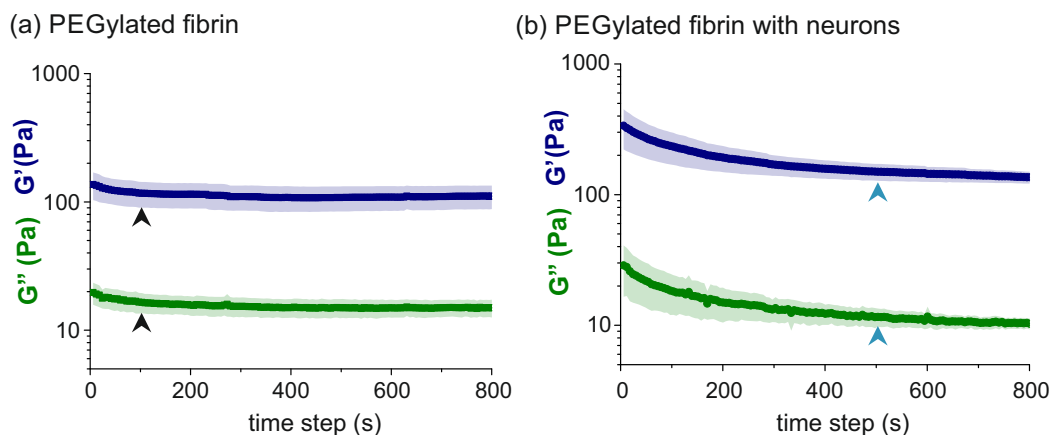 (a) PEGylated fibrin
1000
100
10
G'(Pa)
G'' (Pa)
0 200 400 600 800
time step (s)
(b) PEGylated fibrin with neurons
1000
100
10
G'(Pa)
G'' (Pa)
0 200 400 600 800
time step (s)